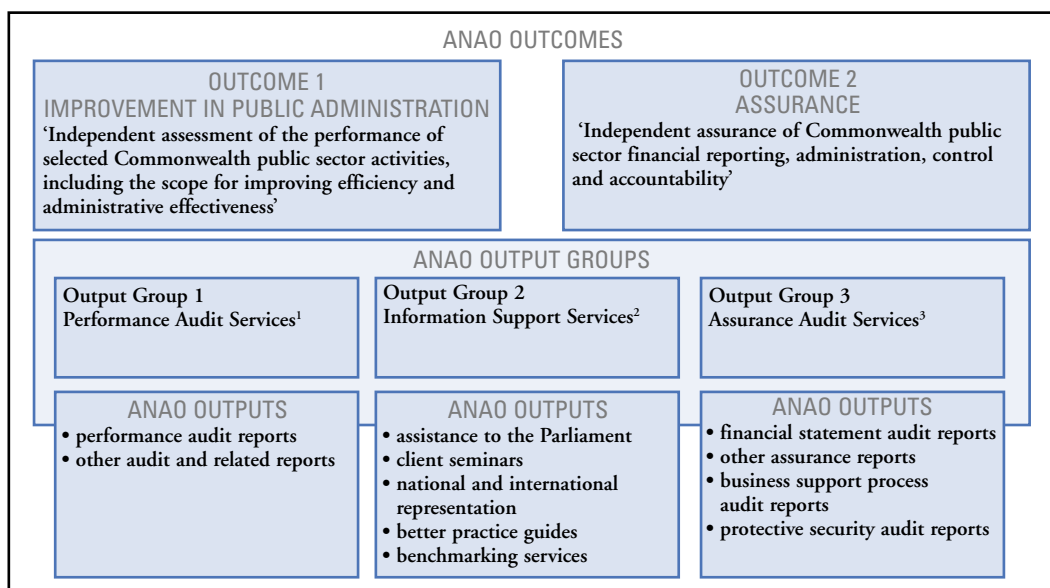 ANAO OUTCOMES
OUTCOME 1
IMPROVEMENT IN PUBLIC ADMINISTRATION
‘Independent assessment of the performance of
selected Commonwealth public sector activities,
including the scope for improving efficiency and
administrative effectiveness’
OUTCOME 2
ASSURANCE
‘Independent assurance of Commonwealth public
sector financial reporting, administration, control
and accountability’
ANAO OUTPUT GROUPS
Output Group 1
Performance Audit Services¹
Output Group 2
Information Support Services²
Output Group 3
Assurance Audit Services³
ANAO OUTPUTS
• performance audit reports
• other audit and related reports
ANAO OUTPUTS
• assistance to the Parliament
• client seminars
• national and international
representation
• better practice guides
• benchmarking services
ANAO OUTPUTS
• financial statement audit reports
• other assurance reports
• business support process
audit reports
• protective security audit reports